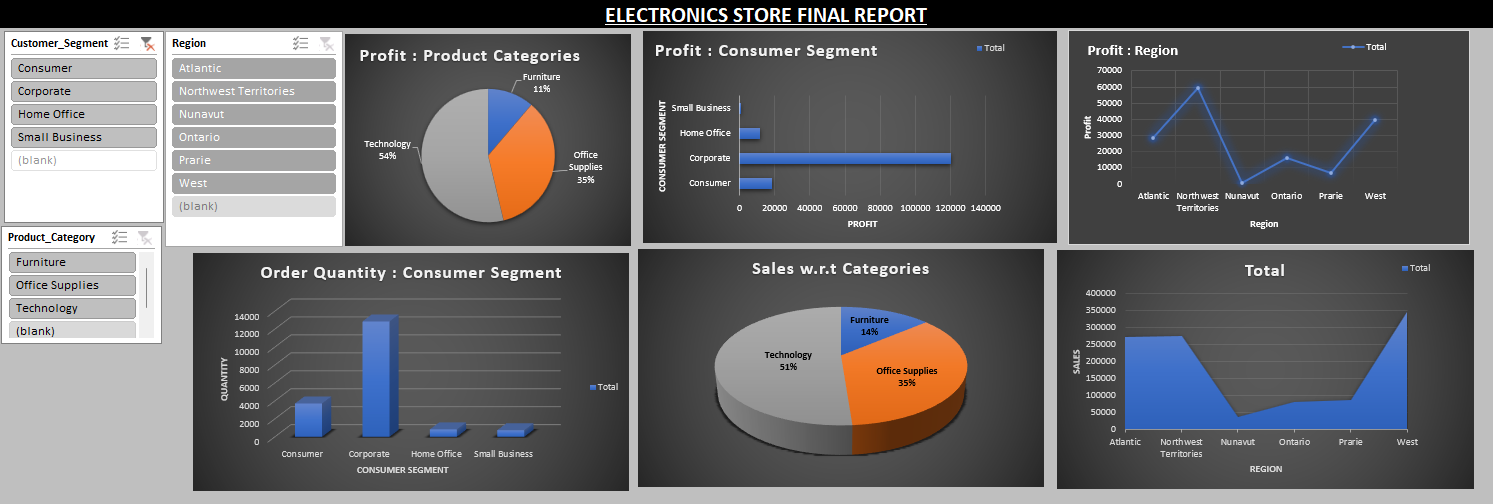 ELECTRONICS STORE FINAL REPORT
Customer_Segment
Consumer
Corporate
Home Office
Small Business
(blank)
Region
Atlantic
Northwest Territories
Nunavut
Ontario
Prarie
West
(blank)
Product_Category
Furniture
Office Supplies
Technology
(blank)
Profit : Product Categories
Furniture
11%
Technology
54%
Office
Supplies
35%
Profit : Consumer Segment
Total
CONSUMER SEGMENT
Small Business
Home Office
Corporate
Consumer
0 20000 40000 60000 80000 100000 120000 140000
PROFIT
Profit : Region
Total
Profit
70000
60000
50000
40000
30000
20000
10000
0
Atlantic Northwest Nunavut Ontario Prarie West
Territories
Region
Order Quantity : Consumer Segment
QUANTITY
14000
12000
10000
8000
6000
4000
2000
0
Total
Consumer Corporate Home Office Small Business
CONSUMER SEGMENT
Sales w.r.t Categories
Furniture
14%
Technology
51%
Office Supplies
35%
Total
Total
SALES
400000
350000
300000
250000
200000
150000
100000
50000
0
Atlantic Northwest Nunavut Ontario Prarie West
Territories
REGION